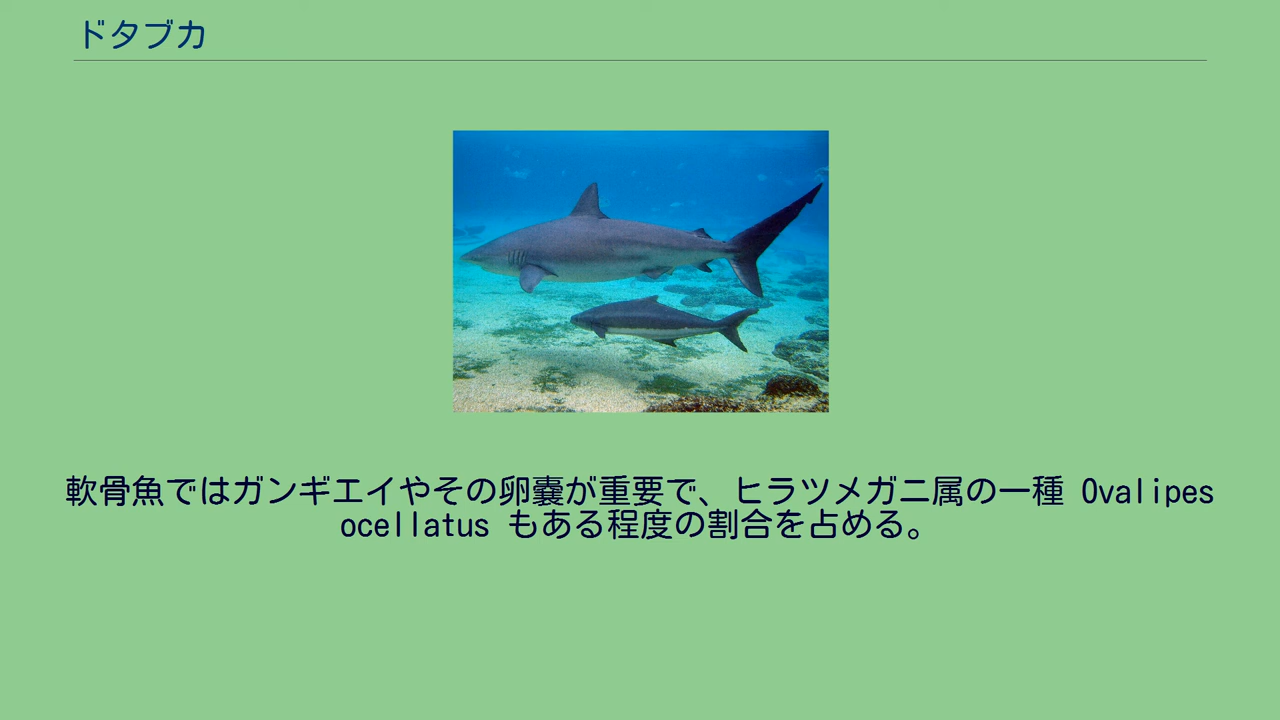 ドタブカ
軟骨魚ではガンギエイやその卵嚢が重要で、ヒラツメガニ属の一種 Ovalipes
ocellatus もある程度の割合を占める。